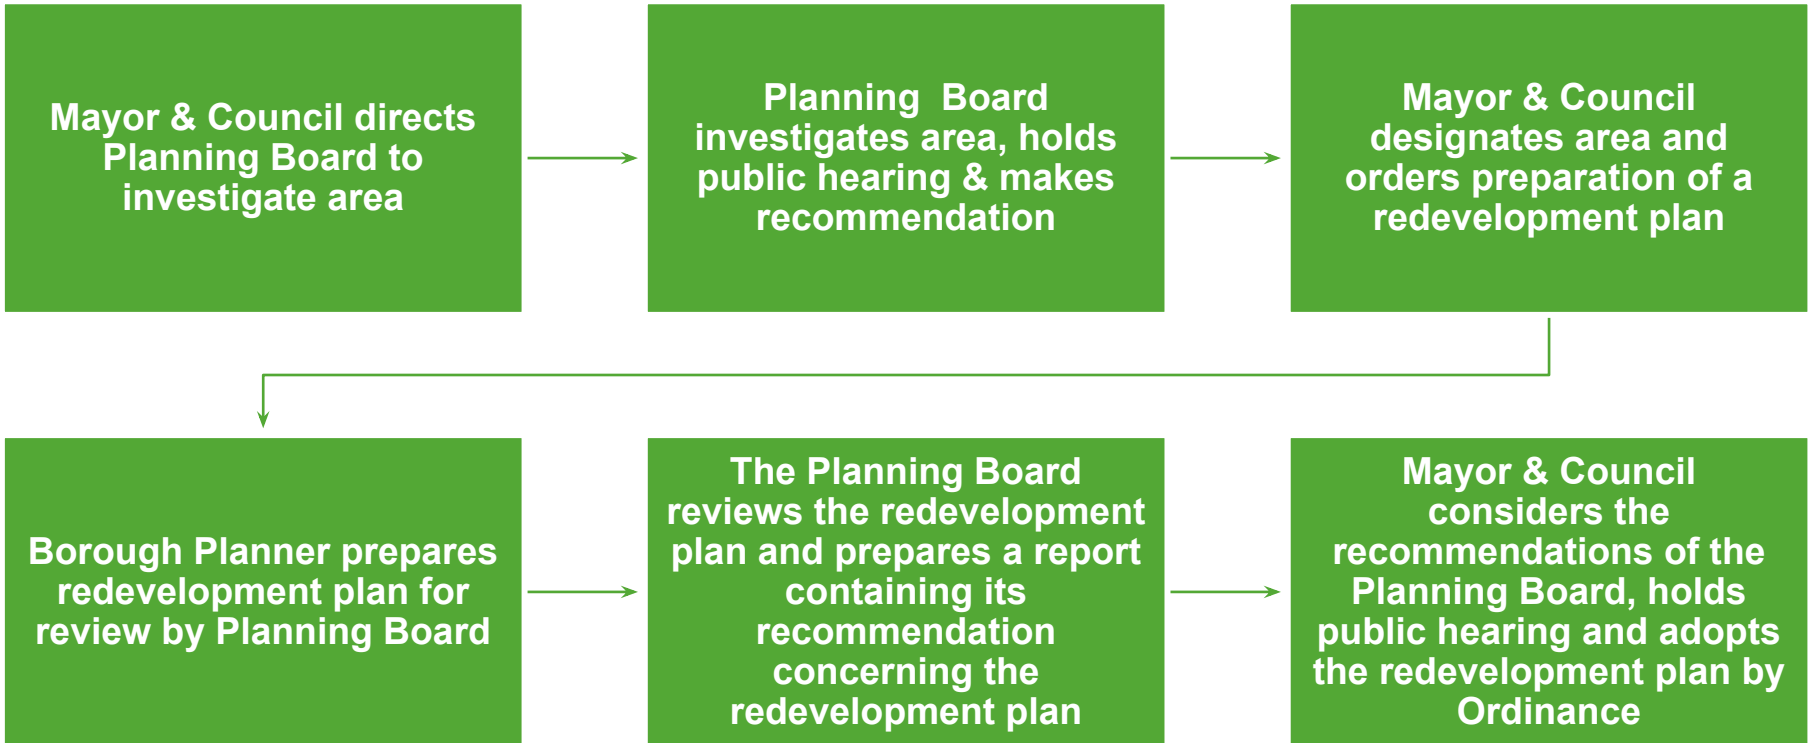 Mayor & Council directs
Planning Board to
investigate area
Planning Board
investigates area, holds
public hearing & makes
recommendation
Mayor & Council
designates area and
orders preparation of a
redevelopment plan
Borough Planner prepares
redevelopment plan for
review by Planning Board
The Planning Board
reviews the redevelopment
plan and prepares a report
containing its
recommendation
concerning the
redevelopment plan
Mayor & Council
considers the
recommendations of the
Planning Board, holds
public hearing and adopts
the redevelopment plan by
Ordinance